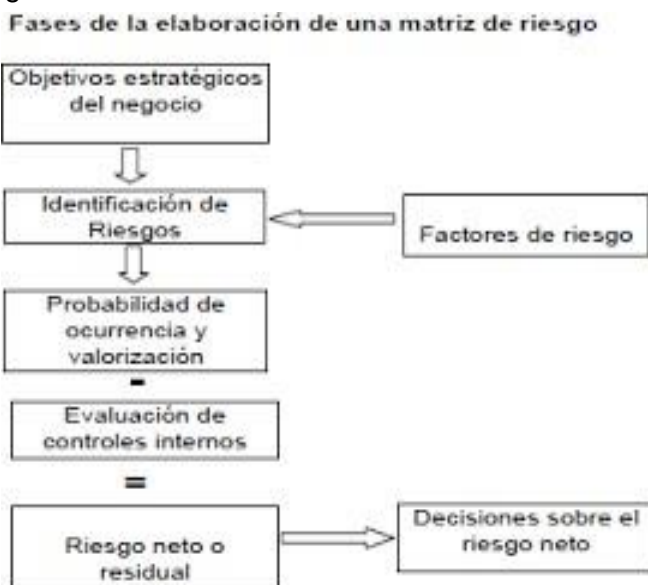 Fases de la elaboración de una matriz de riesgo
Objetivos estratégicos
del negocio
Identificación de
Riesgos
Factores de riesgo
Probabilidad de
ocurrencia y
valorización
-
Evaluación de
controles internos
=
Riesgo neto o
residual
Decisiones sobre el
riesgo neto